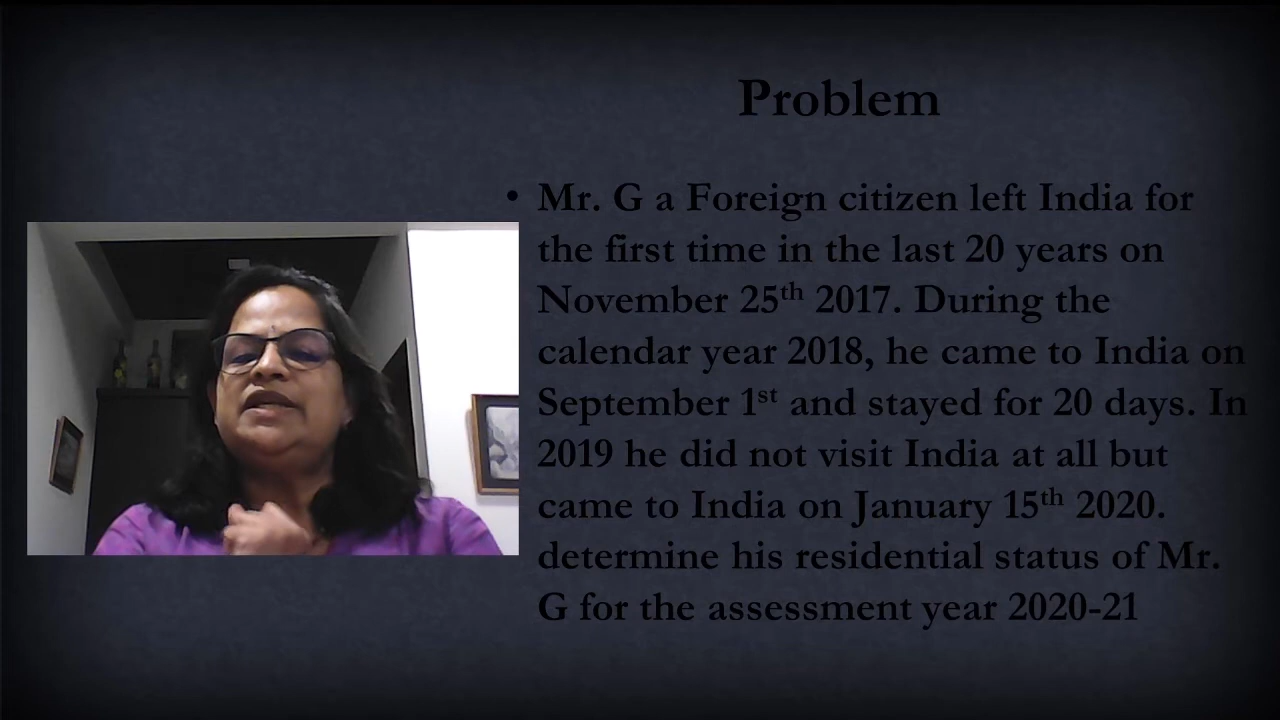 Problem
• Mr. G a Foreign citizen left India for
the first time in the last 20 years on
November 25th 2017. During the
calendar year 2018, he came to India on
September 1st and stayed for 20 days. In
2019 he did not visit India at all but
came to India on January 15th 2020.
determine his residential status of Mr.
G for the assessment year 2020-21